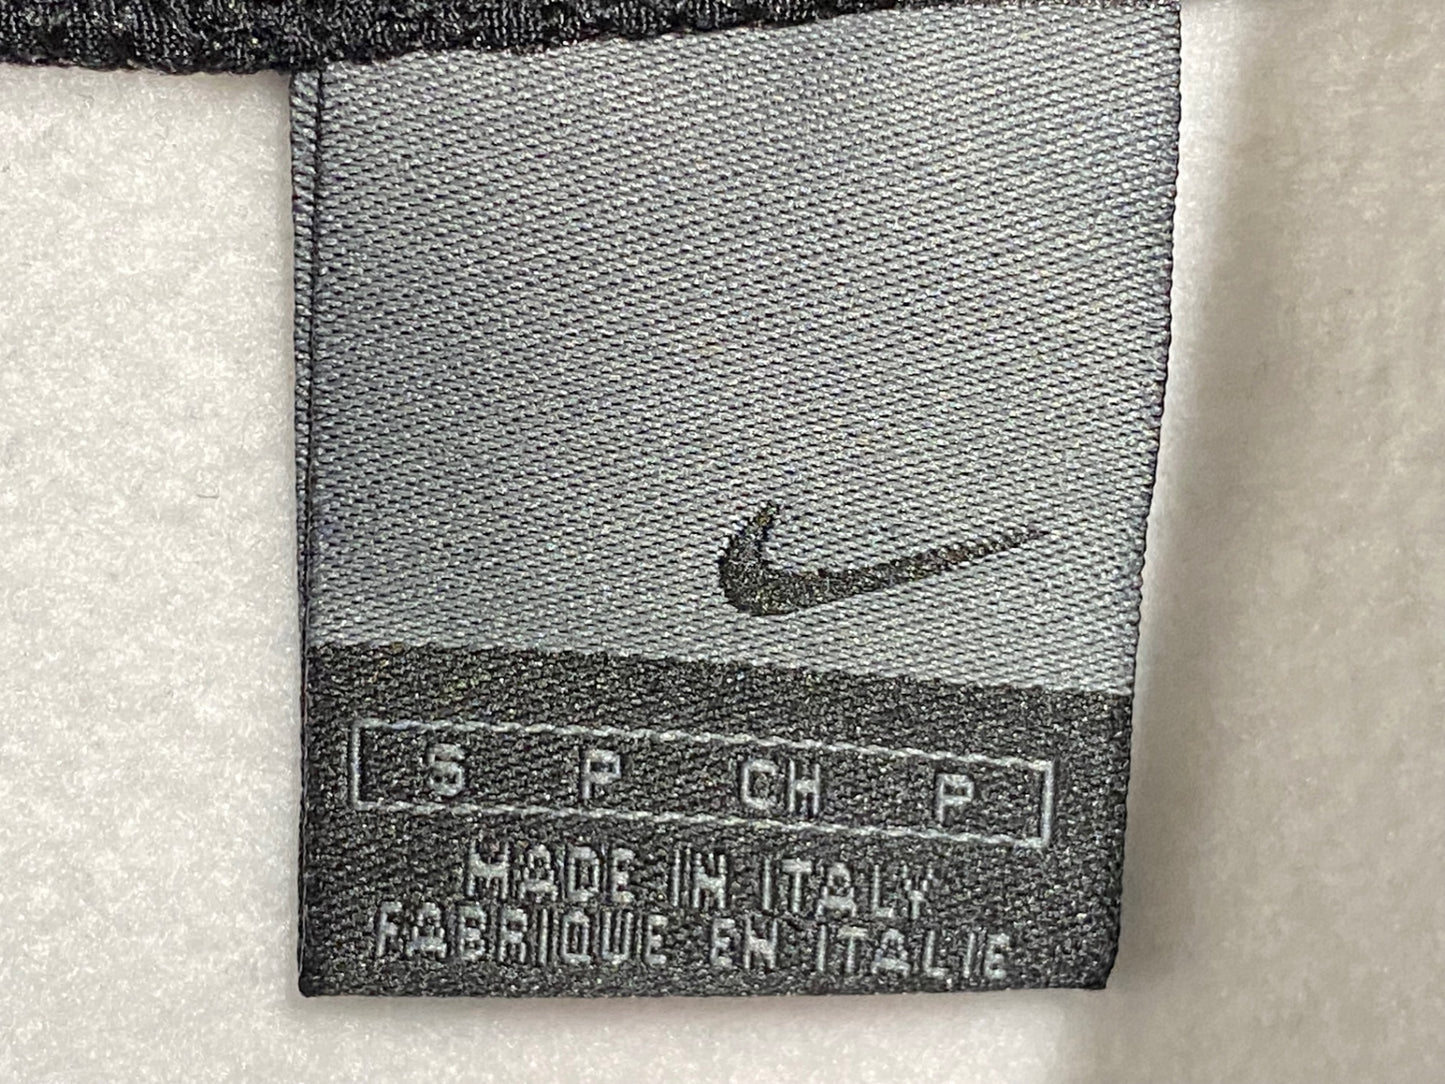 S P CH P
MADE IN ITALY
FABRIQUE EN ITALIE